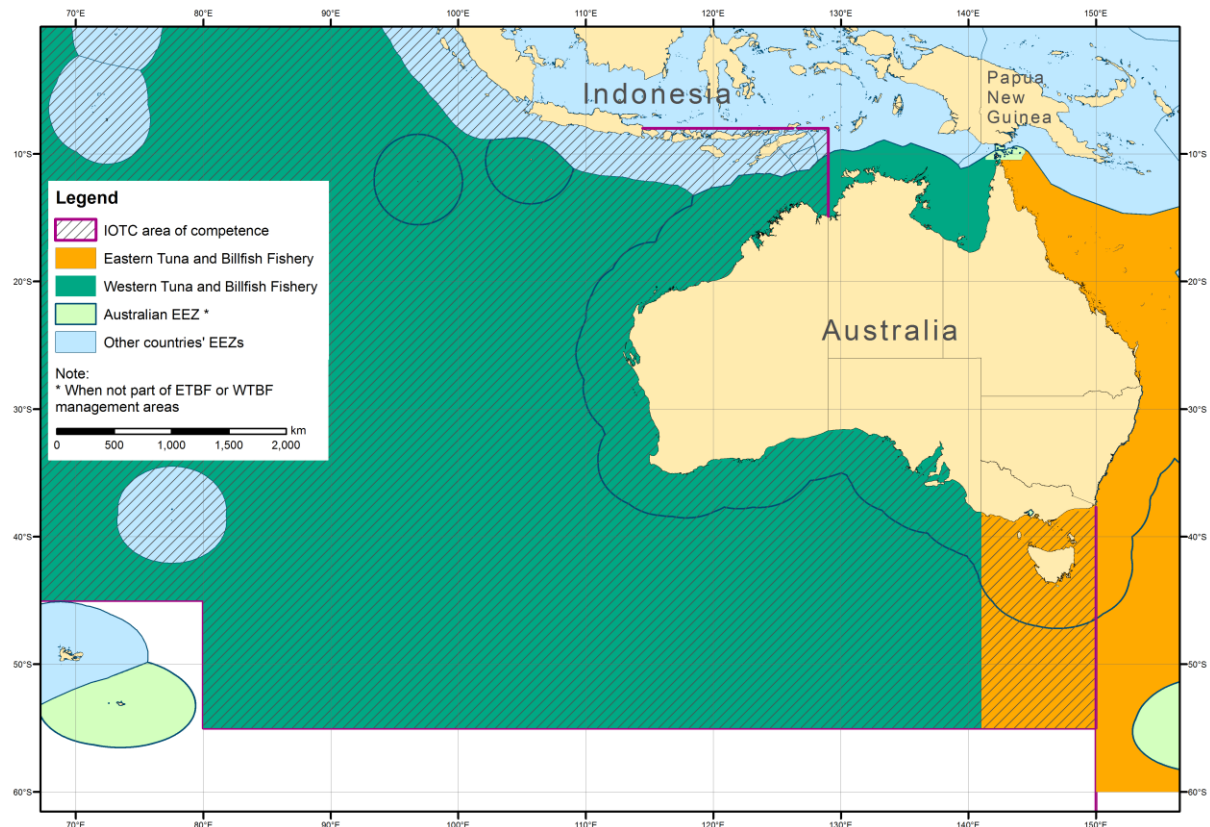 70°E 80°E 90°E 100°E 110°E 120°E 130°E 140°E 150°E
Indonesia
Papua
New
Guinea
10°S 10°S
Legend
IOTC area of competence
Eastern Tuna and Billfish Fishery
Western Tuna and Billfish Fishery
Australian EEZ *
Other countries' EEZs
Note:
* When not part of ETBF or WTBF
management areas
km
0 500 1,000 1,500 2,000
20°S 20°S
Australia
30°S 30°S
40°S 40°S
50°S 50°S
60°S 60°S
70°E 80°E 90°E 100°E 110°E 120°E 130°E 140°E 150°E